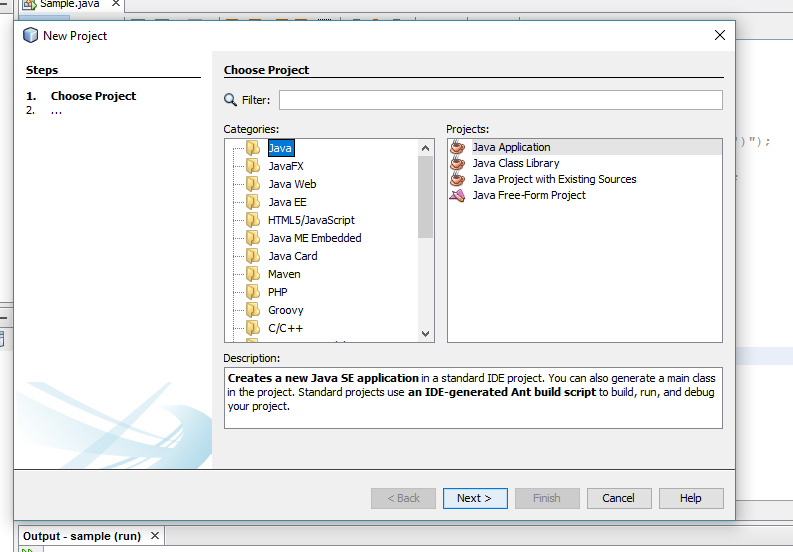 Sample.java
New Project
Steps
1. Choose Project
2. ...
Choose Project
Filter:
Categories:
Java
JavaFX
Java Web
Java EE
HTML5/JavaScript
Java ME Embedded
Java Card
Maven
PHP
Groovy
C/C++
Projects:
Java Application
Java Class Library
Java Project with Existing Sources
Java Free-Form Project
")");
;
Description:
Creates a new Java SE application in a standard IDE project. You can also generate a main class
in the project. Standard projects use an IDE-generated Ant build script to build, run, and debug
your project.
< Back
Next >
Finish
Cancel
Help
Output - sample (run)